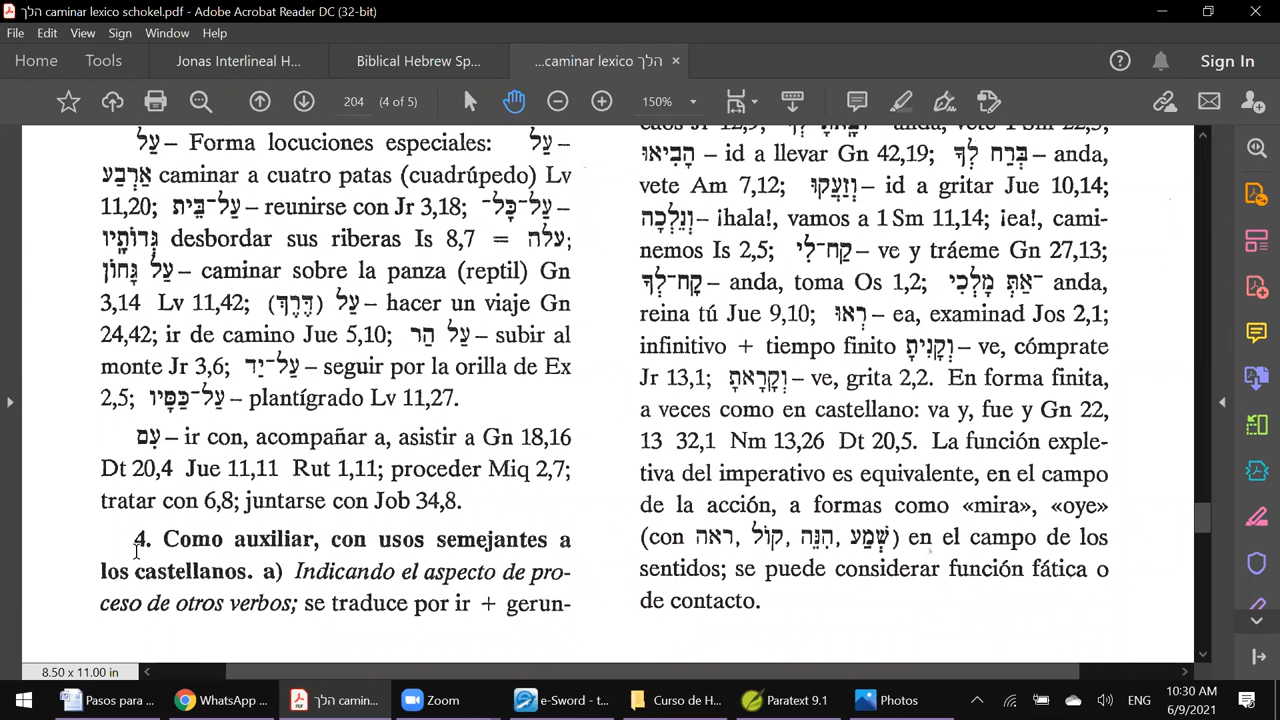 הלך caminar lexico schokel.pdf - Adobe Acrobat Reader DC (32-bit)
File Edit View Sign Window Help
Home Tools Jonas Interlineal H... Biblical Hebrew Sp... ...caminar lexico הלך × Sign In
204 (4 of 5) 150%
עַל – Forma locuciones especiales: עַל –
אַרְבַּע caminar a cuatro patas (cuadrúpedo) Lv
11,20; עַל־בֵּית – reunirse con Jr 3,18; עַל־כָּל־ –
גְּדוֹתָיו desbordar sus riberas Is 8,7 = עלה;
עַל גָּחוֹן – caminar sobre la panza (reptil) Gn
3,14 Lv 11,42; עַל (דֶּרֶךְ) – hacer un viaje Gn
24,42; ir de camino Jue 5,10; עַל הַר – subir al
monte Jr 3,6; עַל־יַד – seguir por la orilla de Ex
2,5; עַל־כַּפָּיו – plantígrado Lv 11,27.
עִם – ir con, acompañar a, asistir a Gn 18,16
Dt 20,4 Jue 11,11 Rut 1,11; proceder Miq 2,7;
tratar con 6,8; juntarse con Job 34,8.
4. Como auxiliar, con usos semejantes a
los castellanos. a) Indicando el aspecto de pro-
ceso de otros verbos; se traduce por ir + gerun-
caos Jr 12,9; – anda, vete 1 Sm 22,5;
הָבִיאוּ – id a llevar Gn 42,19; בְּרַח לְךָ – anda,
vete Am 7,12; וְזַעֲקוּ – id a gritar Jue 10,14;
וְנֵלְכָה – ¡hala!, vamos a 1 Sm 11,14; ¡ea!, cami-
nemos Is 2,5; קַח־לִי – ve y tráeme Gn 27,13;
קַח־לְךָ – anda, toma Os 1,2; אַתְּ מָלְכִי – anda,
reina tú Jue 9,10; רְאוּ – ea, examinad Jos 2,1;
infinitivo + tiempo finito וְקָנִיתָ – ve, cómprate
Jr 13,1; וְקָרָאתָ – ve, grita 2,2. En forma finita,
a veces como en castellano: va y, fue y Gn 22,
13 32,1 Nm 13,26 Dt 20,5. La función exple-
tiva del imperativo es equivalente, en el campo
de la acción, a formas como «mira», «oye»
(con שְׁמַע, הִנֵּה, קוֹל, ראה) en el campo de los
sentidos; se puede considerar función fática o
de contacto.
8.50 x 11.00 in
Pasos para ... WhatsApp ... הלך camin... Zoom e-Sword - t... Curso de H... Paratext 9.1 Photos ENG 10:30 AM
6/9/2021